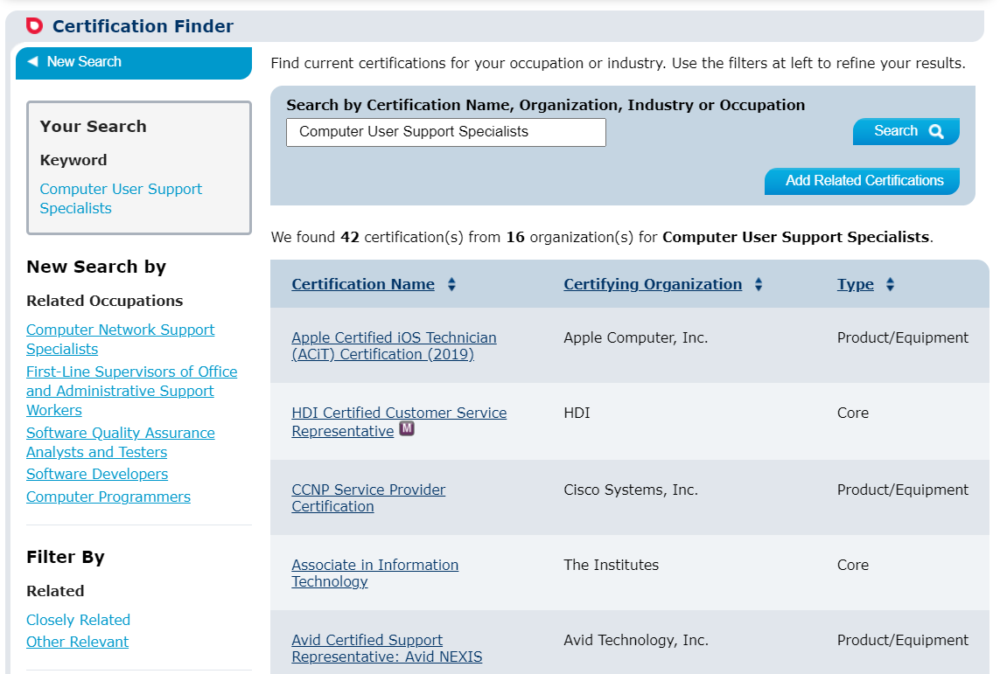 Certification Finder
New Search
Your Search
Keyword
Computer User Support
Specialists
New Search by
Related Occupations
Computer Network Support
Specialists
First-Line Supervisors of Office
and Administrative Support
Workers
Software Quality Assurance
Analysts and Testers
Software Developers
Computer Programmers
Filter By
Related
Closely Related
Other Relevant
Find current certifications for your occupation or industry. Use the filters at left to refine your results.
Search by Certification Name, Organization, Industry or Occupation
Computer User Support Specialists
Search
Add Related Certifications
We found 42 certification(s) from 16 organization(s) for Computer User Support Specialists.
Certification Name Certifying Organization Type
Apple Certified iOS Technician Apple Computer, Inc. Product/Equipment
(ACiT) Certification (2019)
HDI Certified Customer Service HDI Core
Representative M
CCNP Service Provider Cisco Systems, Inc. Product/Equipment
Certification
Associate in Information The Institutes Core
Technology
Avid Certified Support Avid Technology, Inc. Product/Equipment
Representative: Avid NEXIS